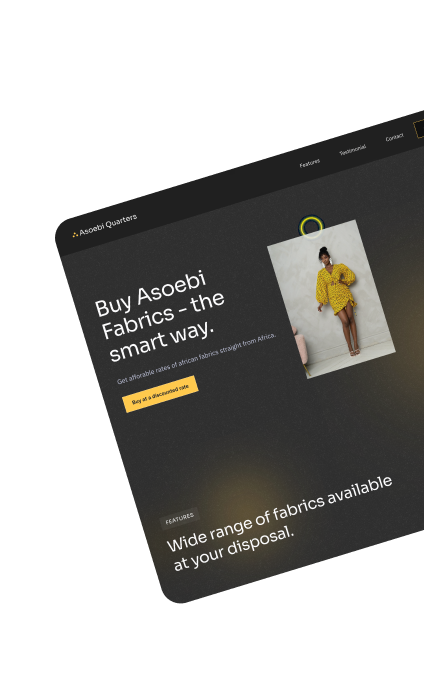 Asoebi Quarters
Features
Testimonial
Contact
Buy Asoebi
Fabrics - the
smart way.
Get afforable rates of african fabrics straight from Africa.
Buy at a discounted rate
FEATURES
Wide range of fabrics available
at your disposal.